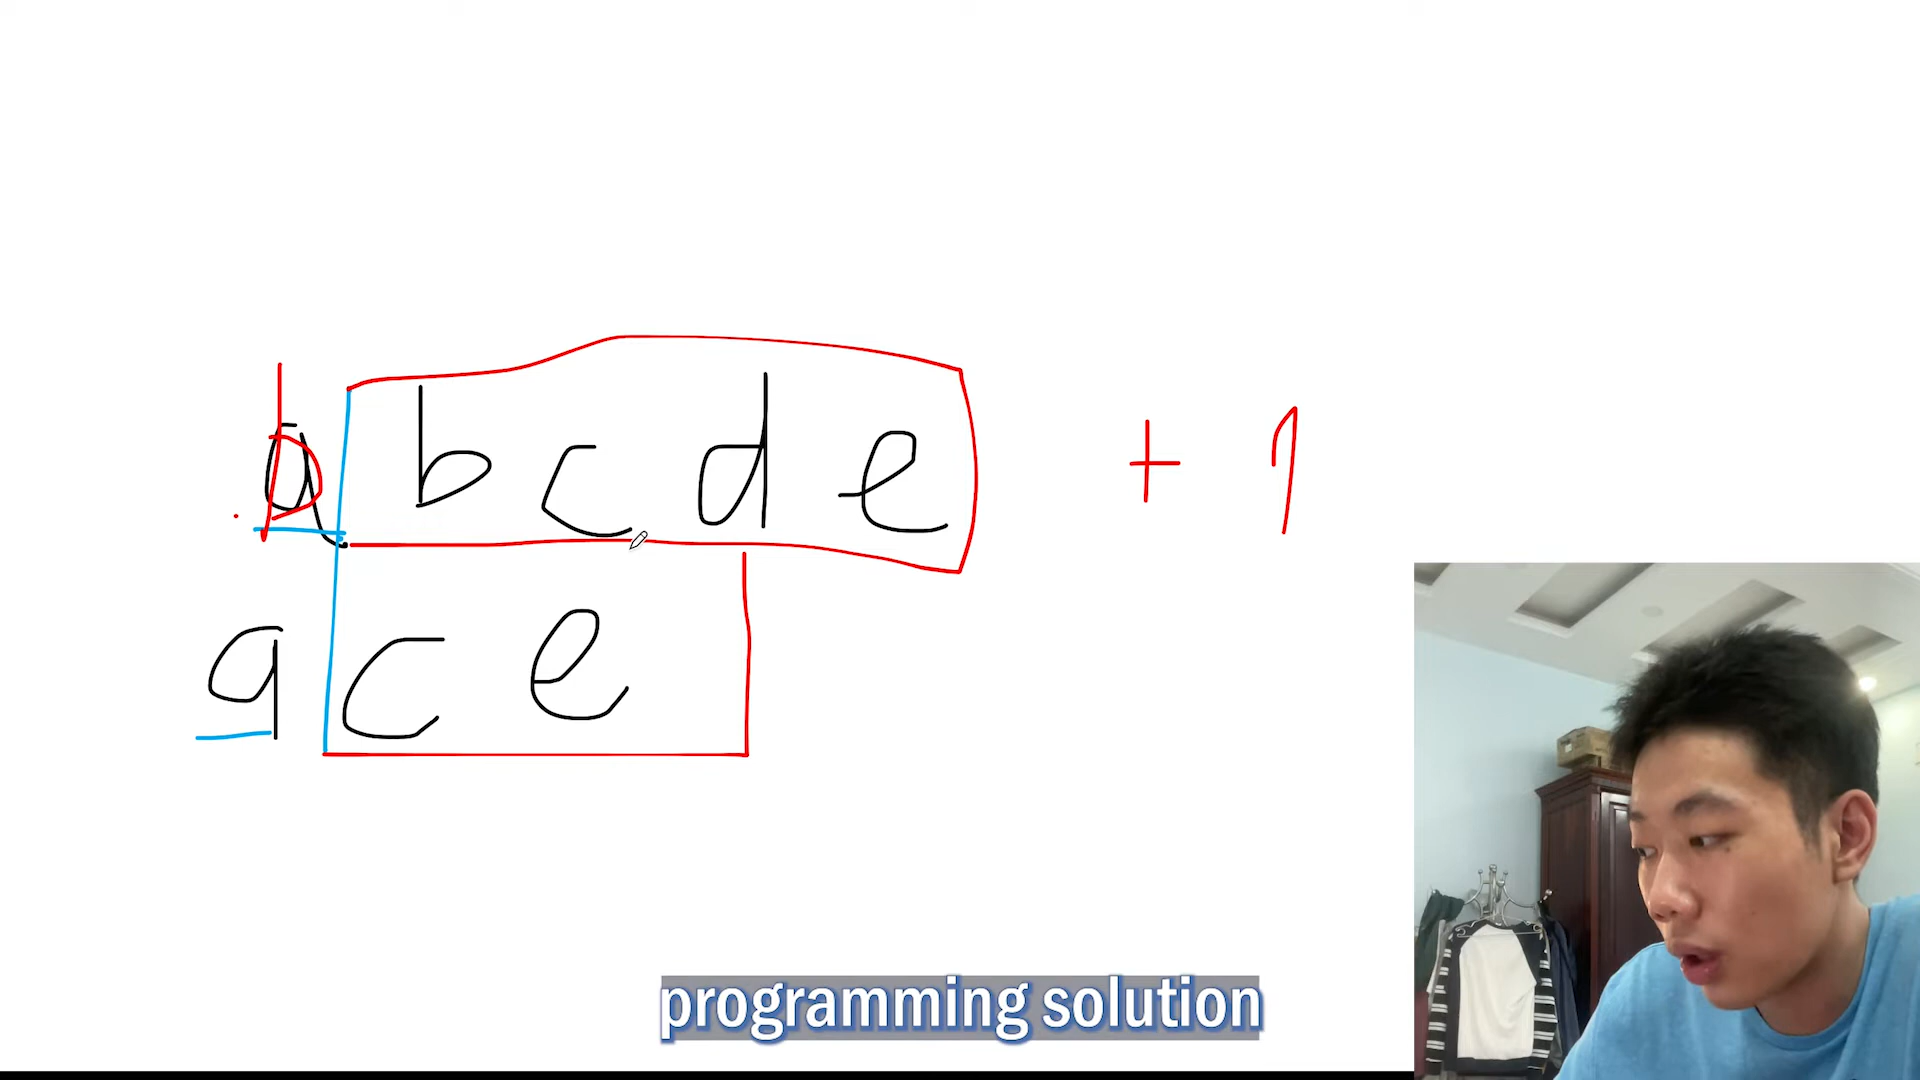 a b c d e + 1
b
a c e
programming solution